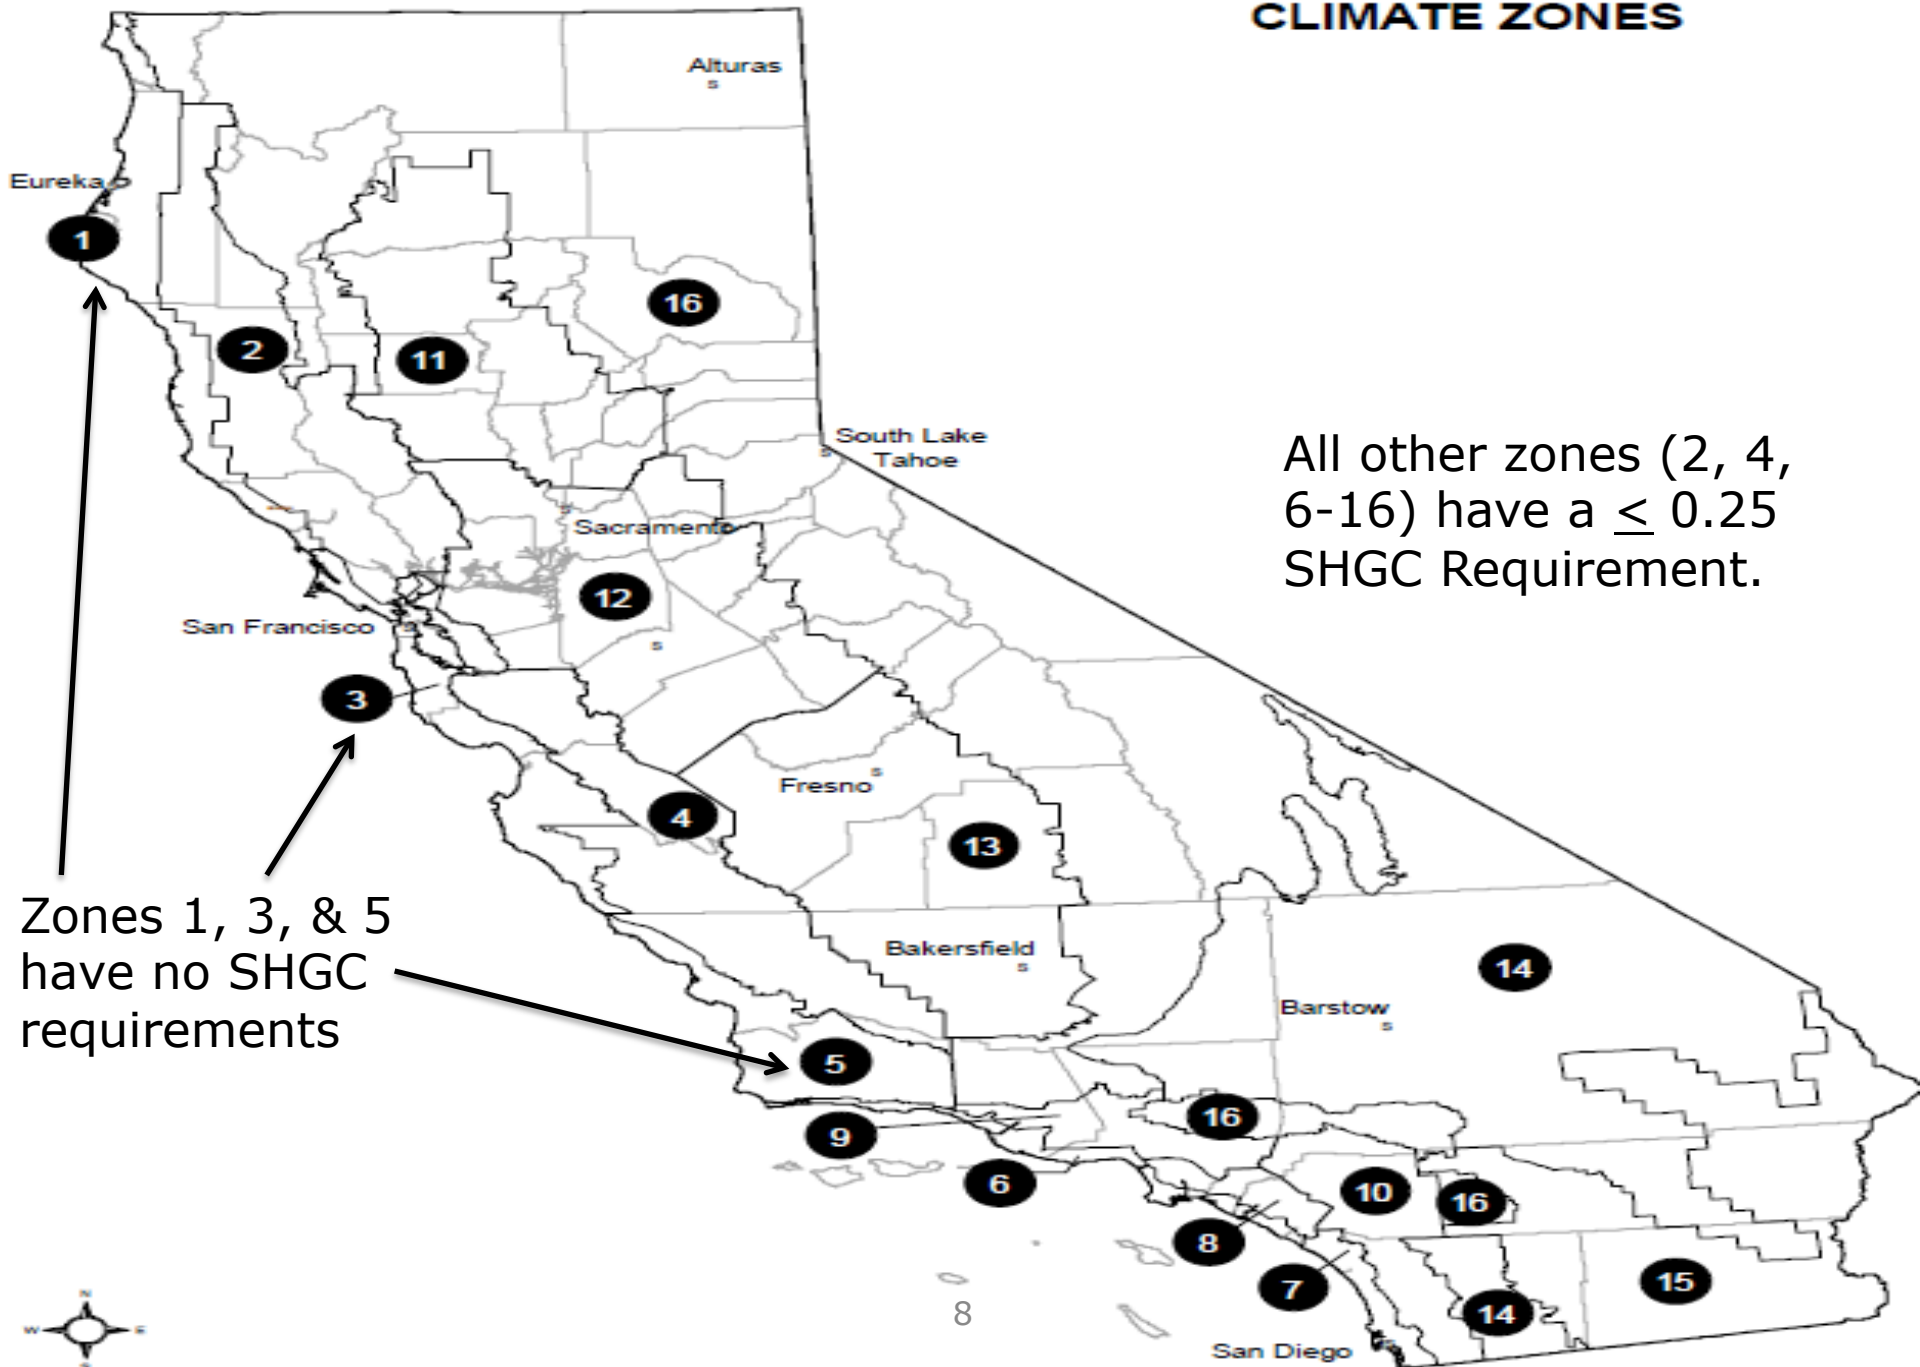 CLIMATE ZONES
Alturas
s
Eureka
1
16
2
11
South Lake
Tahoe
s
All other zones (2, 4,
6-16) have a < 0.25
SHGC Requirement.
s
Sacramento
12
San Francisco
s
s
3
Fresno
s
4
13
Zones 1, 3, & 5
have no SHGC
requirements
Bakersfield
s
14
Barstow
s
5
16
9
6
10
16
8
7
15
14
8
San Diego
N
W
E
S